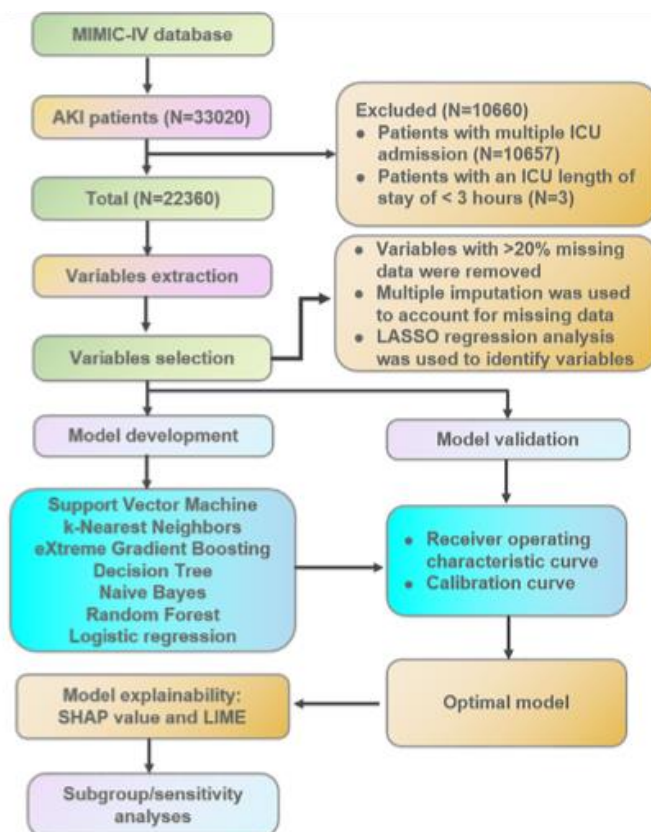 MIMIC-IV database
AKI patients (N=33020)
Excluded (N=10660)
● Patients with multiple ICU
admission (N=10657)
● Patients with an ICU length of
stay of < 3 hours (N=3)
Total (N=22360)
Variables extraction
● Variables with >20% missing
data were removed
● Multiple imputation was used
to account for missing data
● LASSO regression analysis
was used to identify variables
Variables selection
Model development
Model validation
Support Vector Machine
k-Nearest Neighbors
eXtreme Gradient Boosting
Decision Tree
Naive Bayes
Random Forest
Logistic regression
● Receiver operating
characteristic curve
● Calibration curve
Optimal model
Model explainability:
SHAP value and LIME
Subgroup/sensitivity
analyses